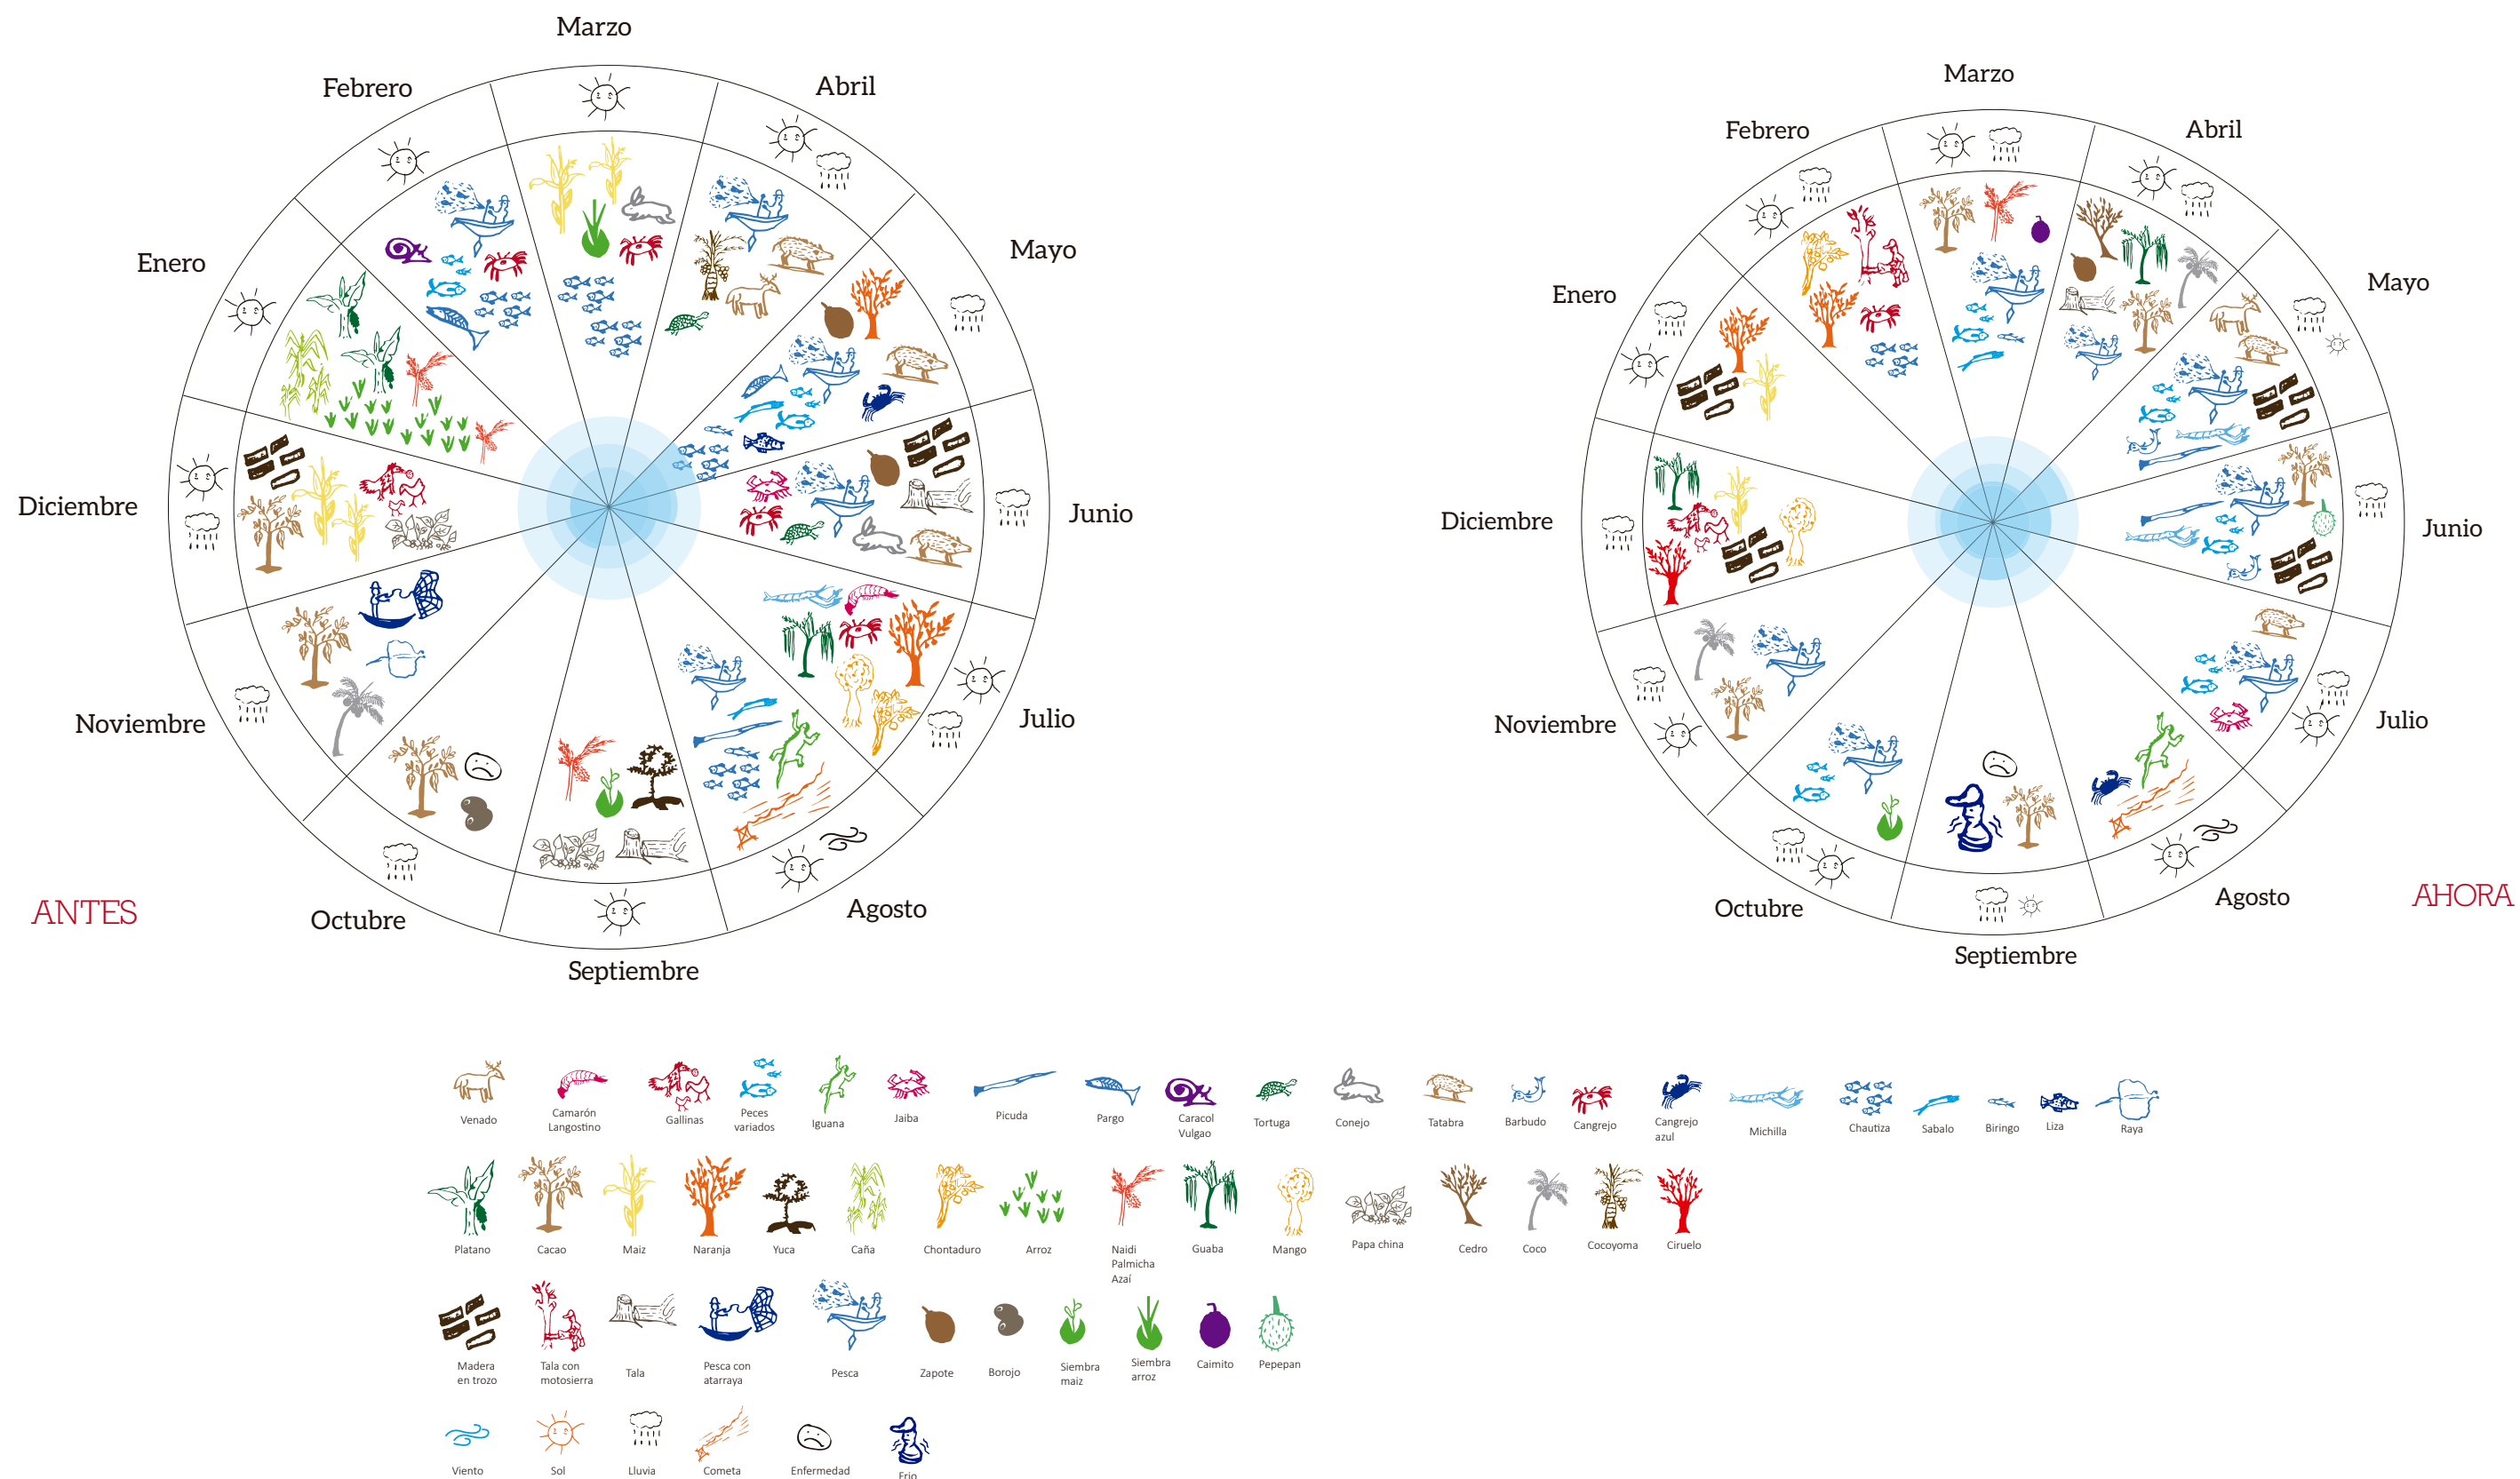 Marzo
Abril
Mayo
Junio
Julio
Agosto
Septiembre
Octubre
Noviembre
Diciembre
Enero
Febrero
ANTES
Marzo
Abril
Mayo
Junio
Julio
Agosto
Septiembre
Octubre
Noviembre
Diciembre
Enero
Febrero
AHORA
Venado
Camarón
Langostino
Gallinas
Peces
variados
Iguana
Jaiba
Picuda
Pargo
Caracol
Vulgao
Tortuga
Conejo
Tatabra
Barbudo
Cangrejo
Cangrejo
azul
Michilla
Chautiza
Sabalo
Biringo
Liza
Raya
Platano
Cacao
Maiz
Naranja
Yuca
Caña
Chontaduro
Arroz
Naidi
Palmicha
Azaí
Guaba
Mango
Papa china
Cedro
Coco
Cocoyoma
Ciruelo
Madera
en trozo
Tala con
motosierra
Tala
Pesca con
atarraya
Pesca
Zapote
Borojo
Siembra
maiz
Siembra
arroz
Caimito
Pepepan
Viento
Sol
Lluvia
Cometa
Enfermedad
Frio